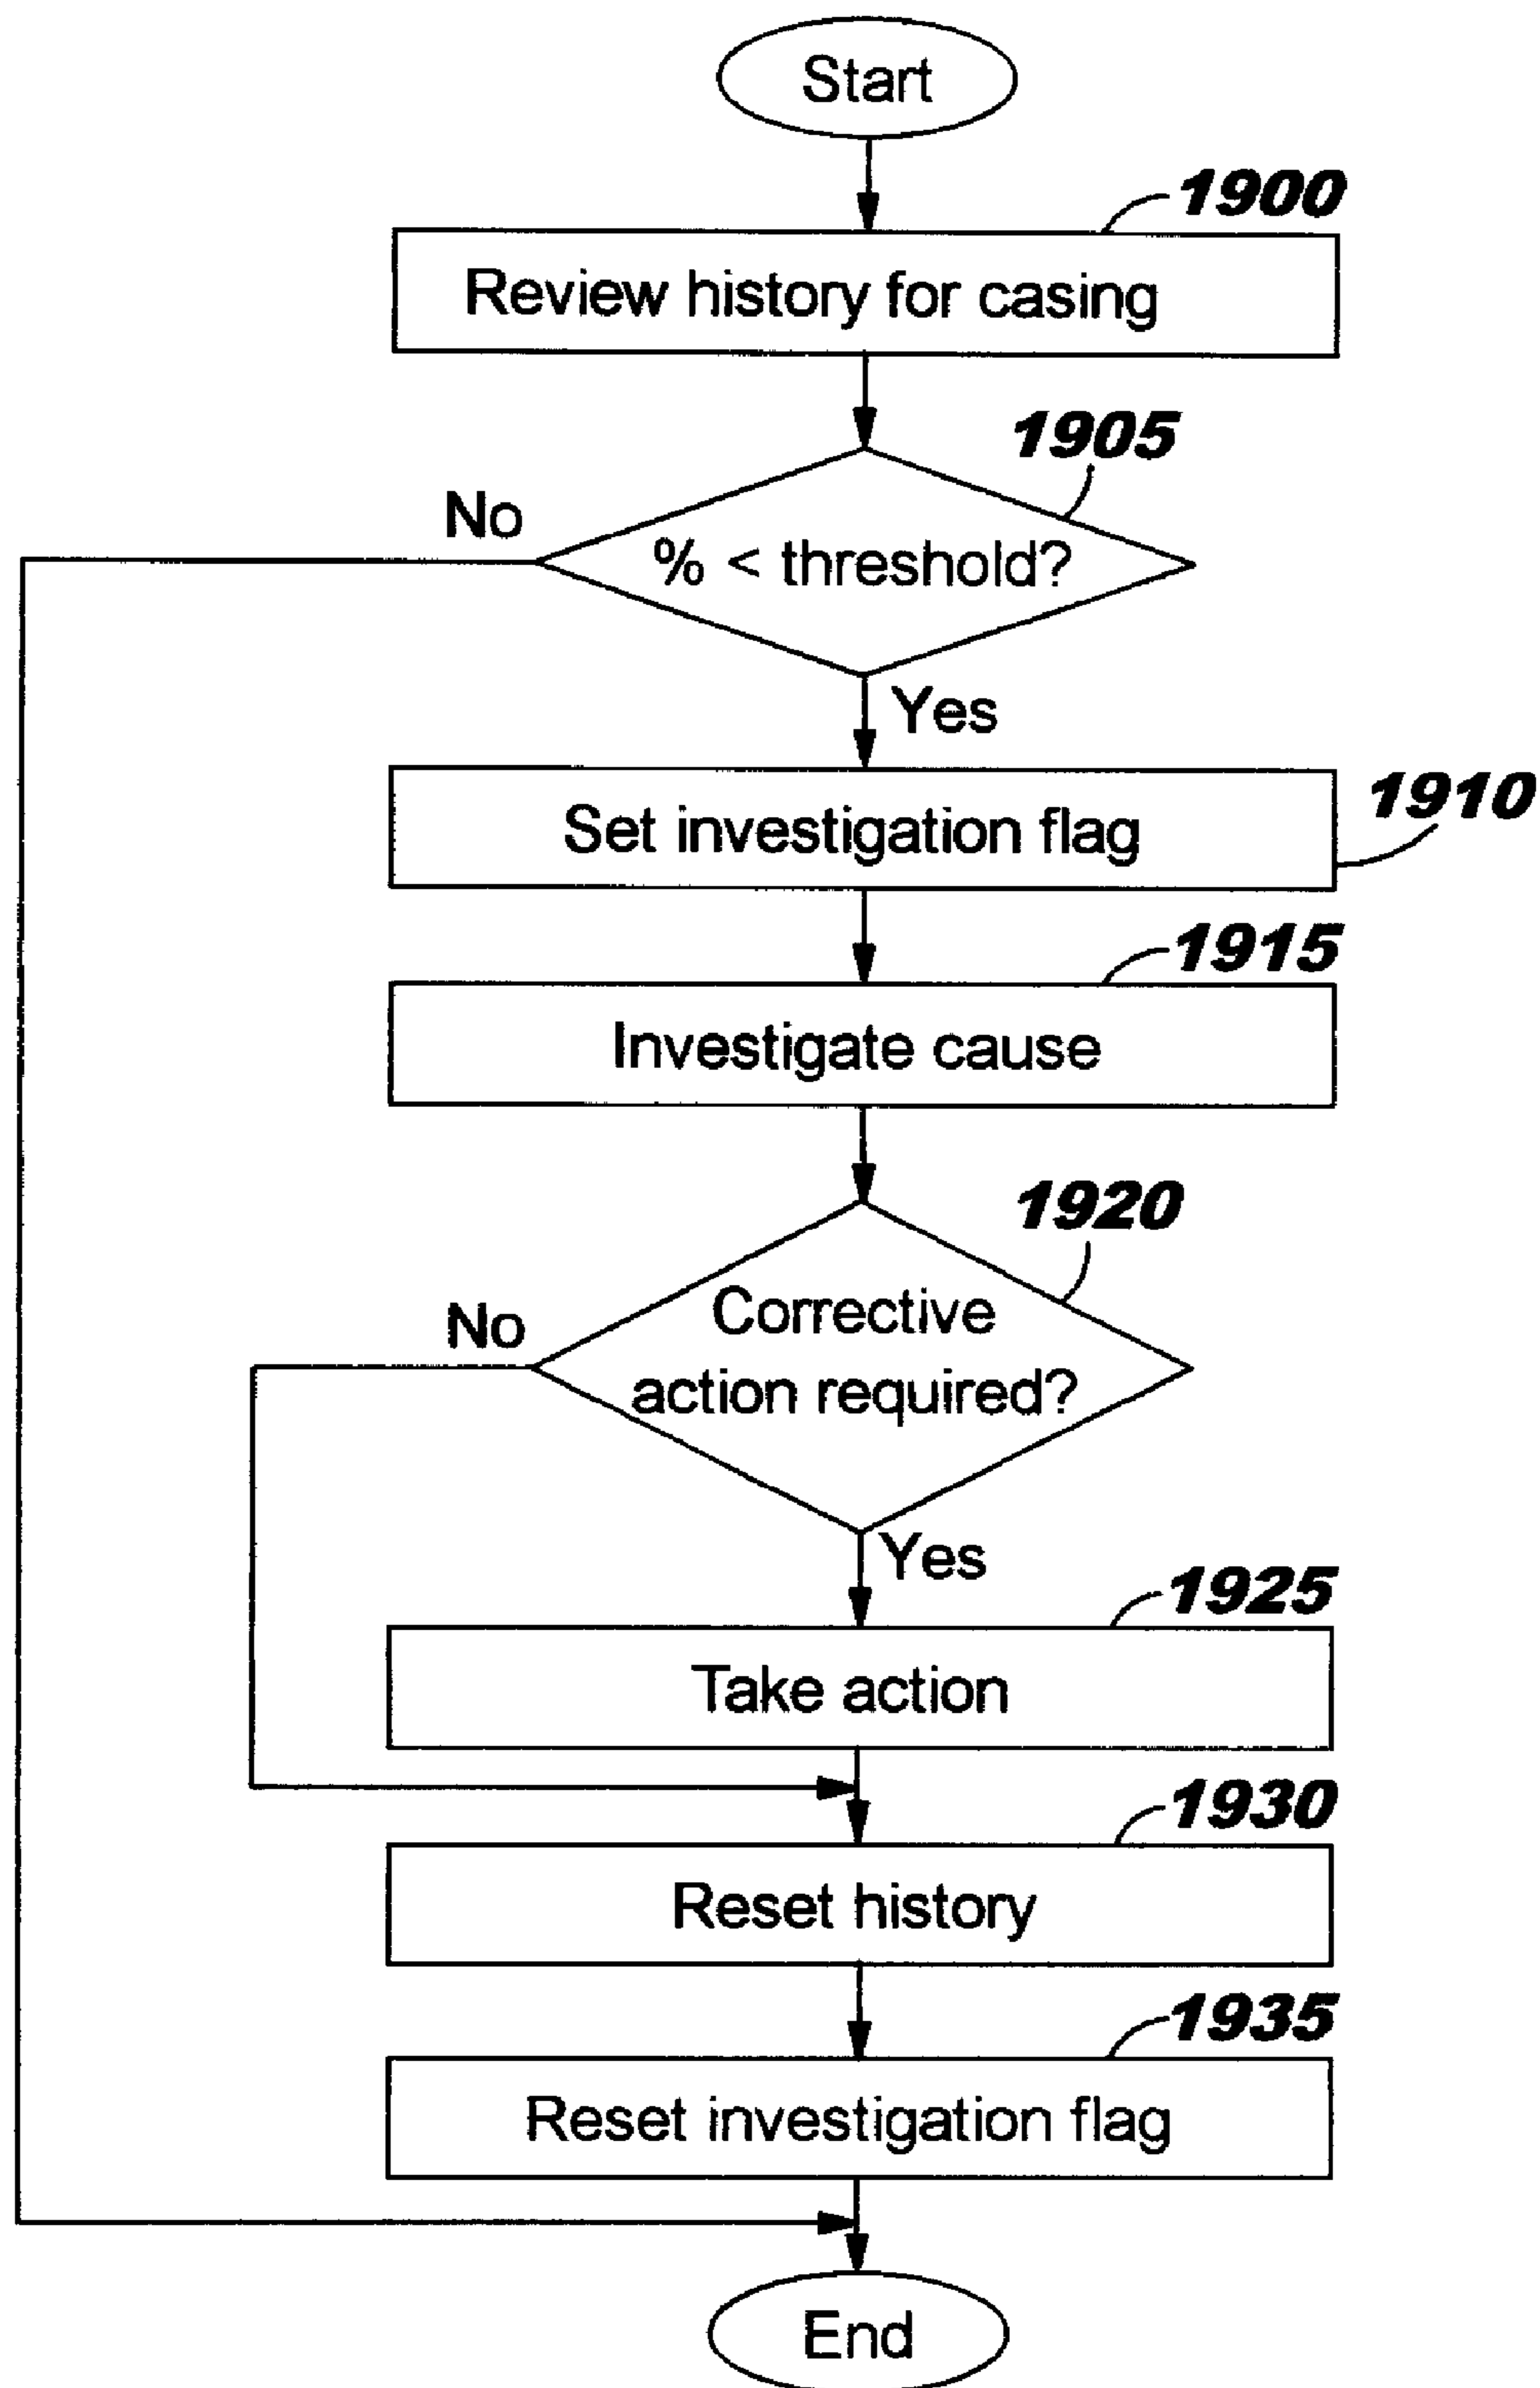 Start
1900
Review history for casing
1905
No
% < threshold?
Yes
Set investigation flag
1910
1915
Investigate cause
1920
No
Corrective
action required?
Yes
1925
Take action
1930
Reset history
1935
Reset investigation flag
End